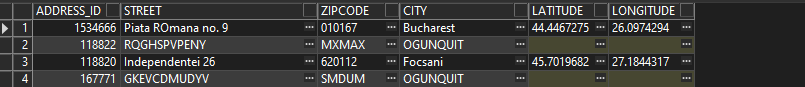 ADDRESS_ID STREET ZIPCODE CITY LATITUDE LONGITUDE
1 1534666 Piata ROmana no. 9 ··· 010167 ··· Bucharest ··· 44.4467275 ··· 26.0974294 ···
2 118822 RQGHSPVPENY ··· MXMAX ··· OGUNQUIT ··· ··· ···
3 118820 Independentei 26 ··· 620112 ··· Focsani ··· 45.7019682 ··· 27.1844317 ···
4 167771 GKEVCDMUDYV ··· SMDUM ··· OGUNQUIT ··· ··· ···